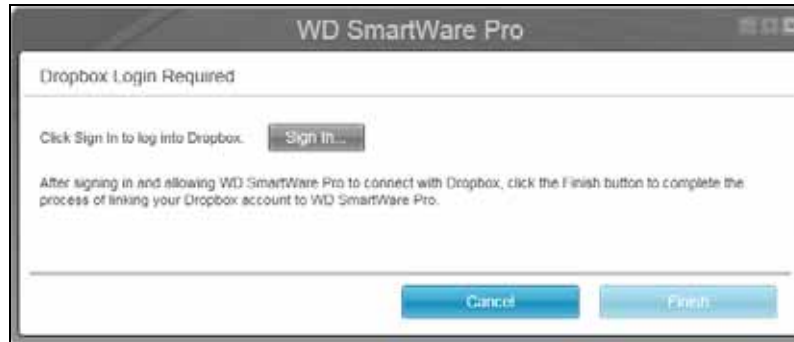 WD SmartWare Pro
Dropbox Login Required
Click Sign In to log into Dropbox. Sign In...
After signing in and allowing WD SmartWare Pro to connect with Dropbox, click the Finish button to complete the
process of linking your Dropbox account to WD SmartWare Pro.
Cancel Finish